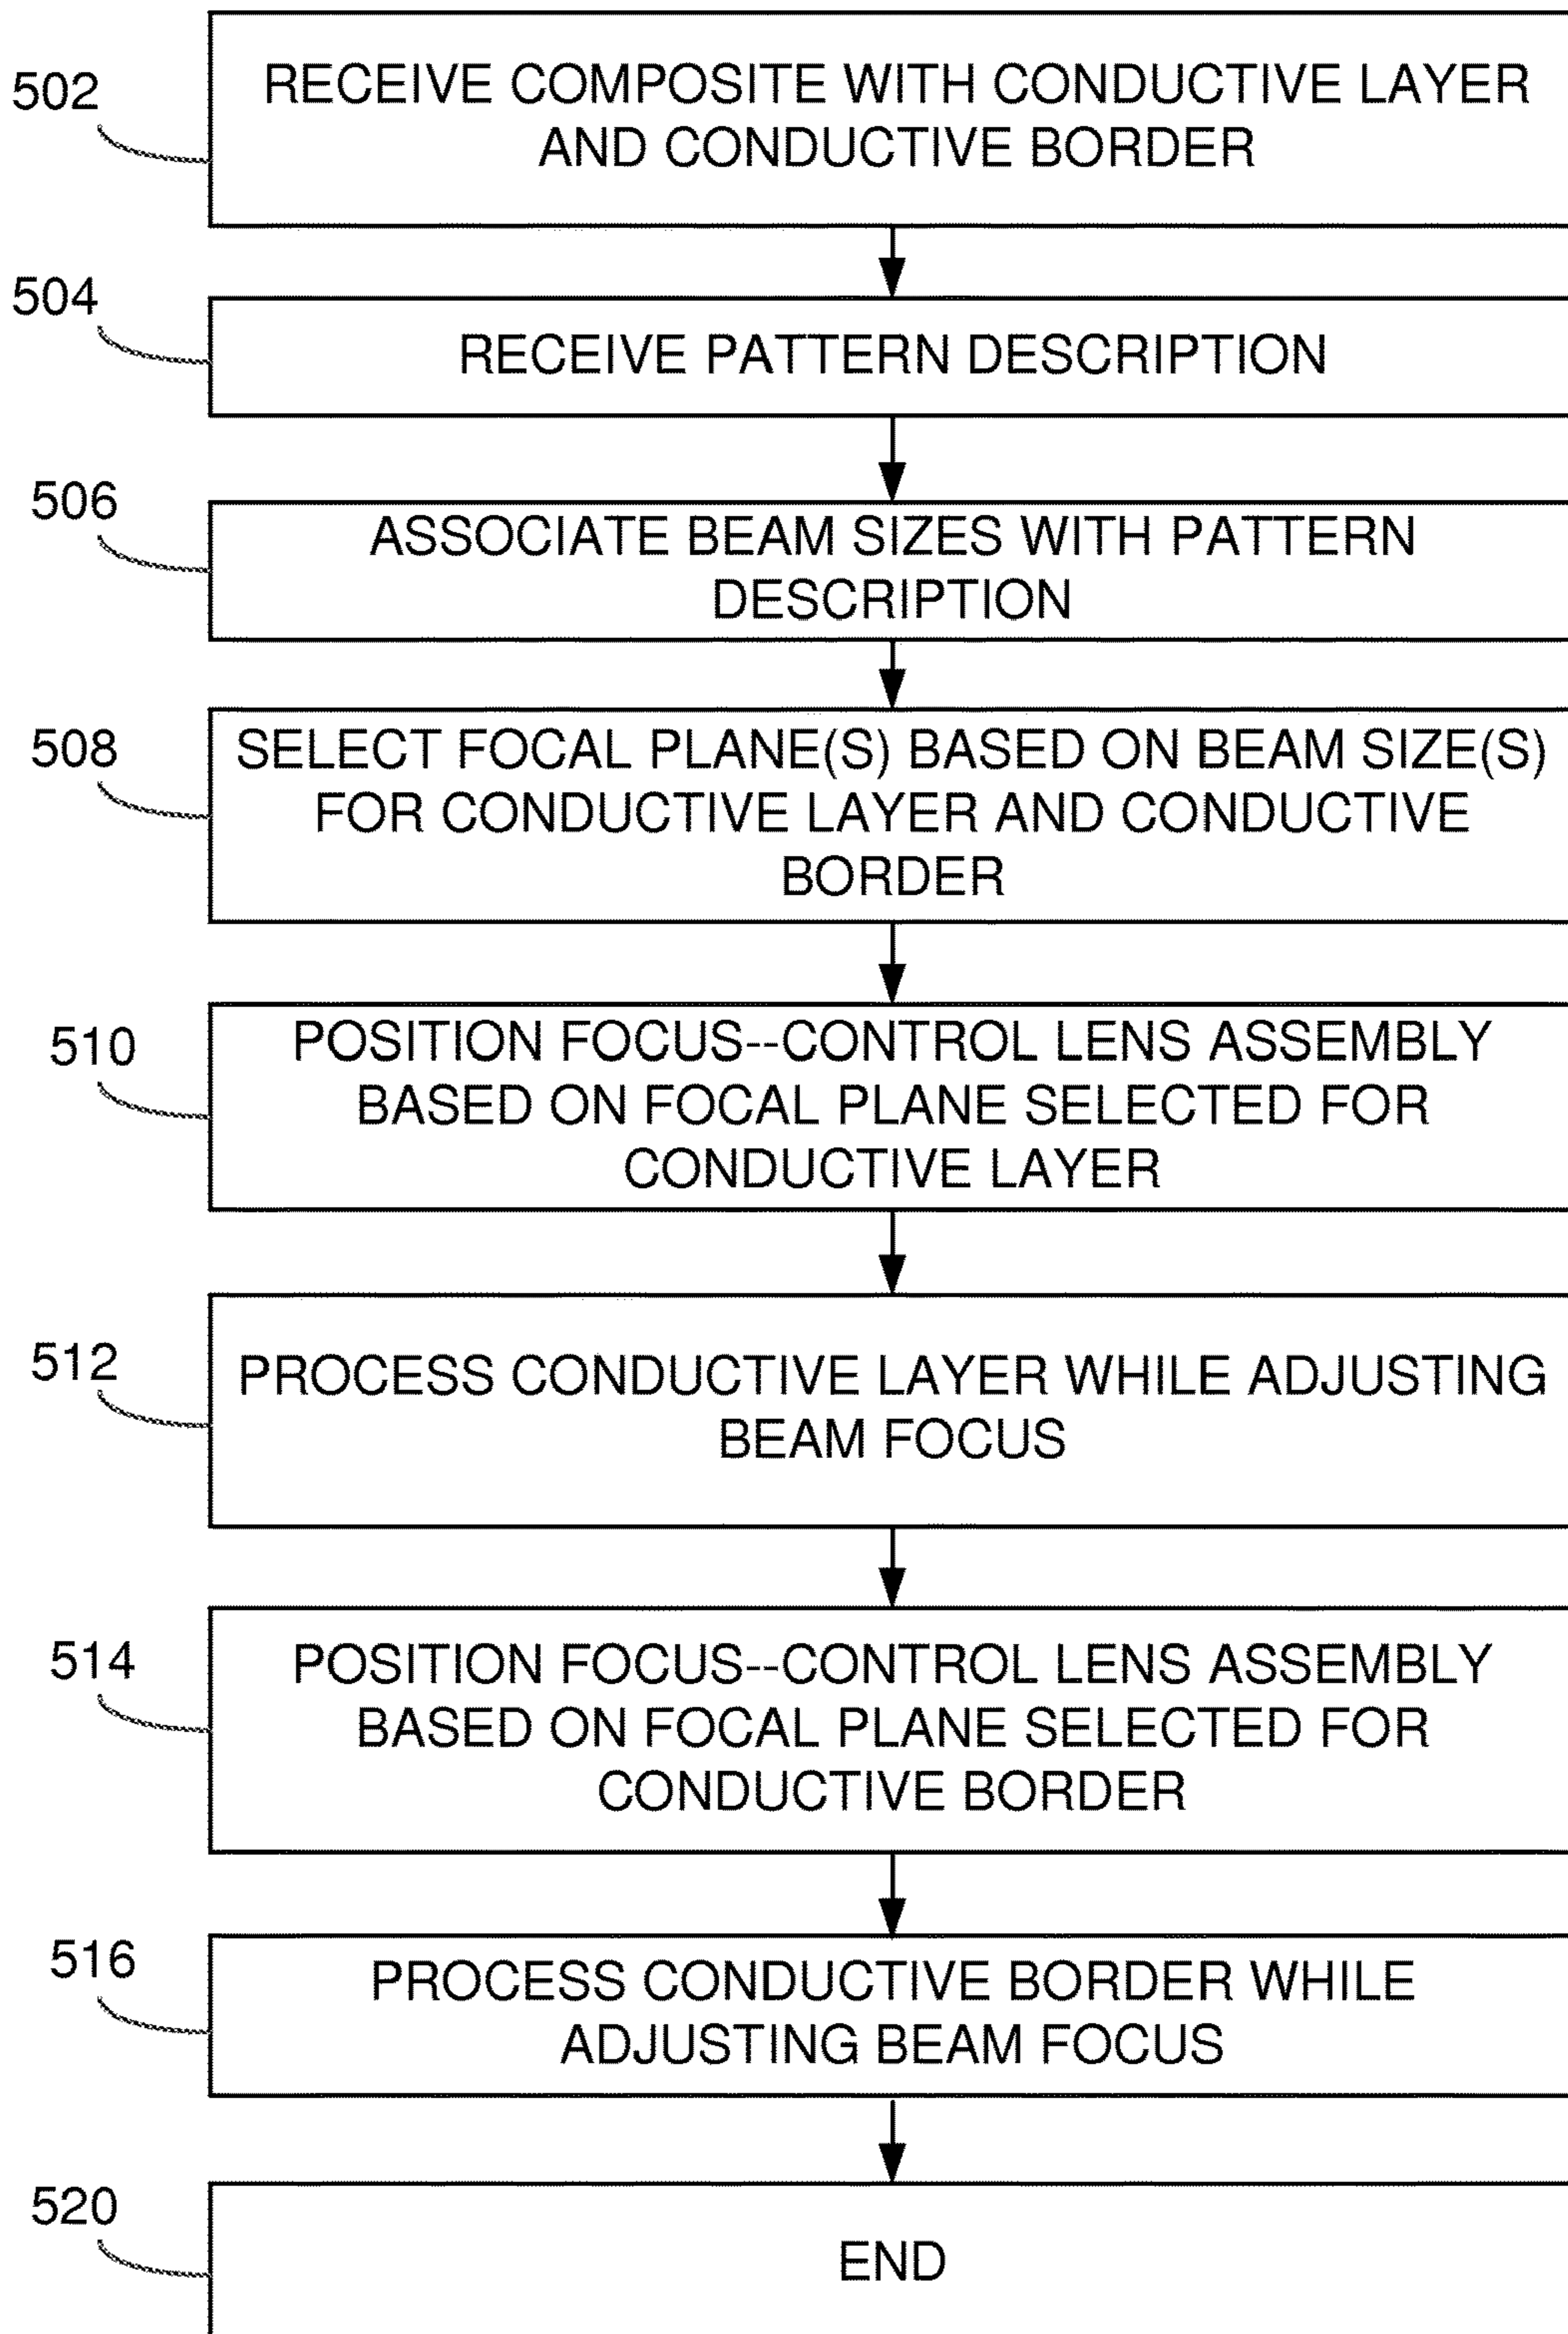 502
RECEIVE COMPOSITE WITH CONDUCTIVE LAYER
AND CONDUCTIVE BORDER
504
RECEIVE PATTERN DESCRIPTION
506
ASSOCIATE BEAM SIZES WITH PATTERN
DESCRIPTION
508
SELECT FOCAL PLANE(S) BASED ON BEAM SIZE(S)
FOR CONDUCTIVE LAYER AND CONDUCTIVE
BORDER
510
POSITION FOCUS--CONTROL LENS ASSEMBLY
BASED ON FOCAL PLANE SELECTED FOR
CONDUCTIVE LAYER
512
PROCESS CONDUCTIVE LAYER WHILE ADJUSTING
BEAM FOCUS
514
POSITION FOCUS--CONTROL LENS ASSEMBLY
BASED ON FOCAL PLANE SELECTED FOR
CONDUCTIVE BORDER
516
PROCESS CONDUCTIVE BORDER WHILE
ADJUSTING BEAM FOCUS
520
END